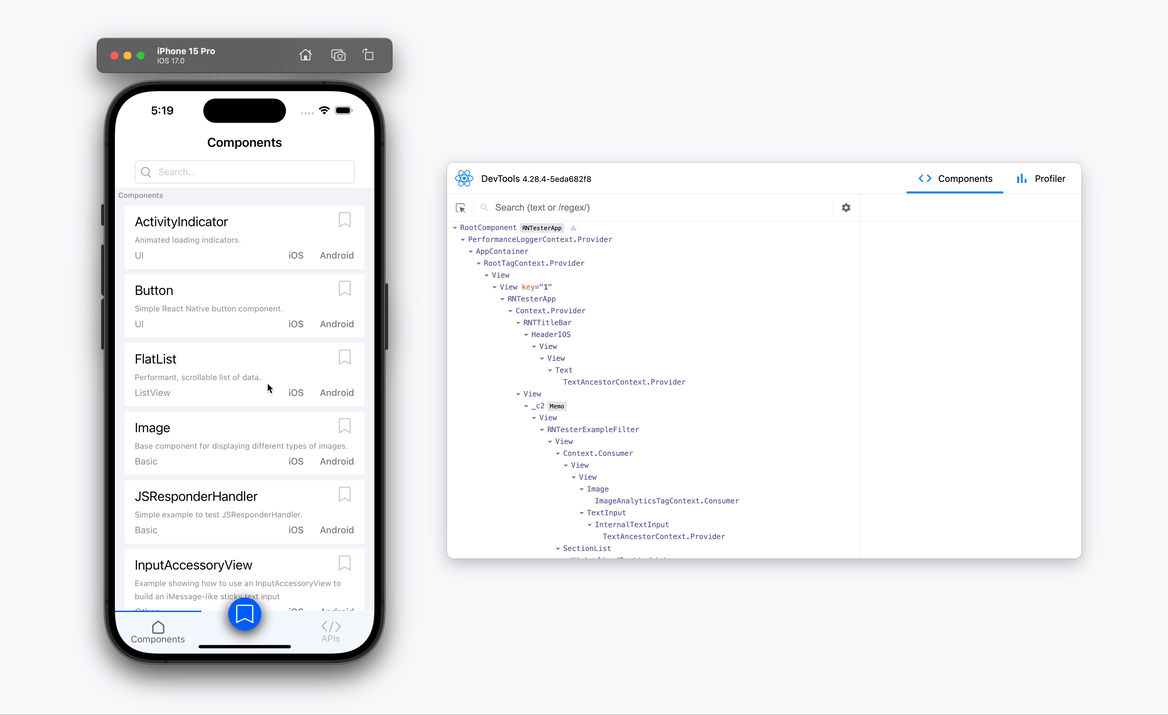 iPhone 15 Pro
iOS 17.0
5:19
Components
Search...
Components
ActivityIndicator
Animated loading indicators.
UI iOS Android
Button
Simple React Native button component.
UI iOS Android
FlatList
Performant, scrollable list of data.
ListView iOS Android
Image
Base component for displaying different types of images.
Basic iOS Android
JSResponderHandler
Simple example to test JSResponderHandler.
Basic iOS Android
InputAccessoryView
Example showing how to use an InputAccessoryView to
build an iMessage-like sticky text input
Components
</> APIs
DevTools 4.28.4-5eda682f8
Components
Profiler
Search (text or /regex/)
RootComponent RNTesterApp
PerformanceLoggerContext.Provider
AppContainer
RootTagContext.Provider
View
View key="1"
RNTesterApp
Context.Provider
RNTTitleBar
HeaderIOS
View
View
Text
TextAncestorContext.Provider
View
_c2 Memo
View
RNTesterExampleFilter
View
Context.Consumer
View
View
Image
ImageAnalyticsTagContext.Consumer
TextInput
InternalTextInput
TextAncestorContext.Provider
SectionList